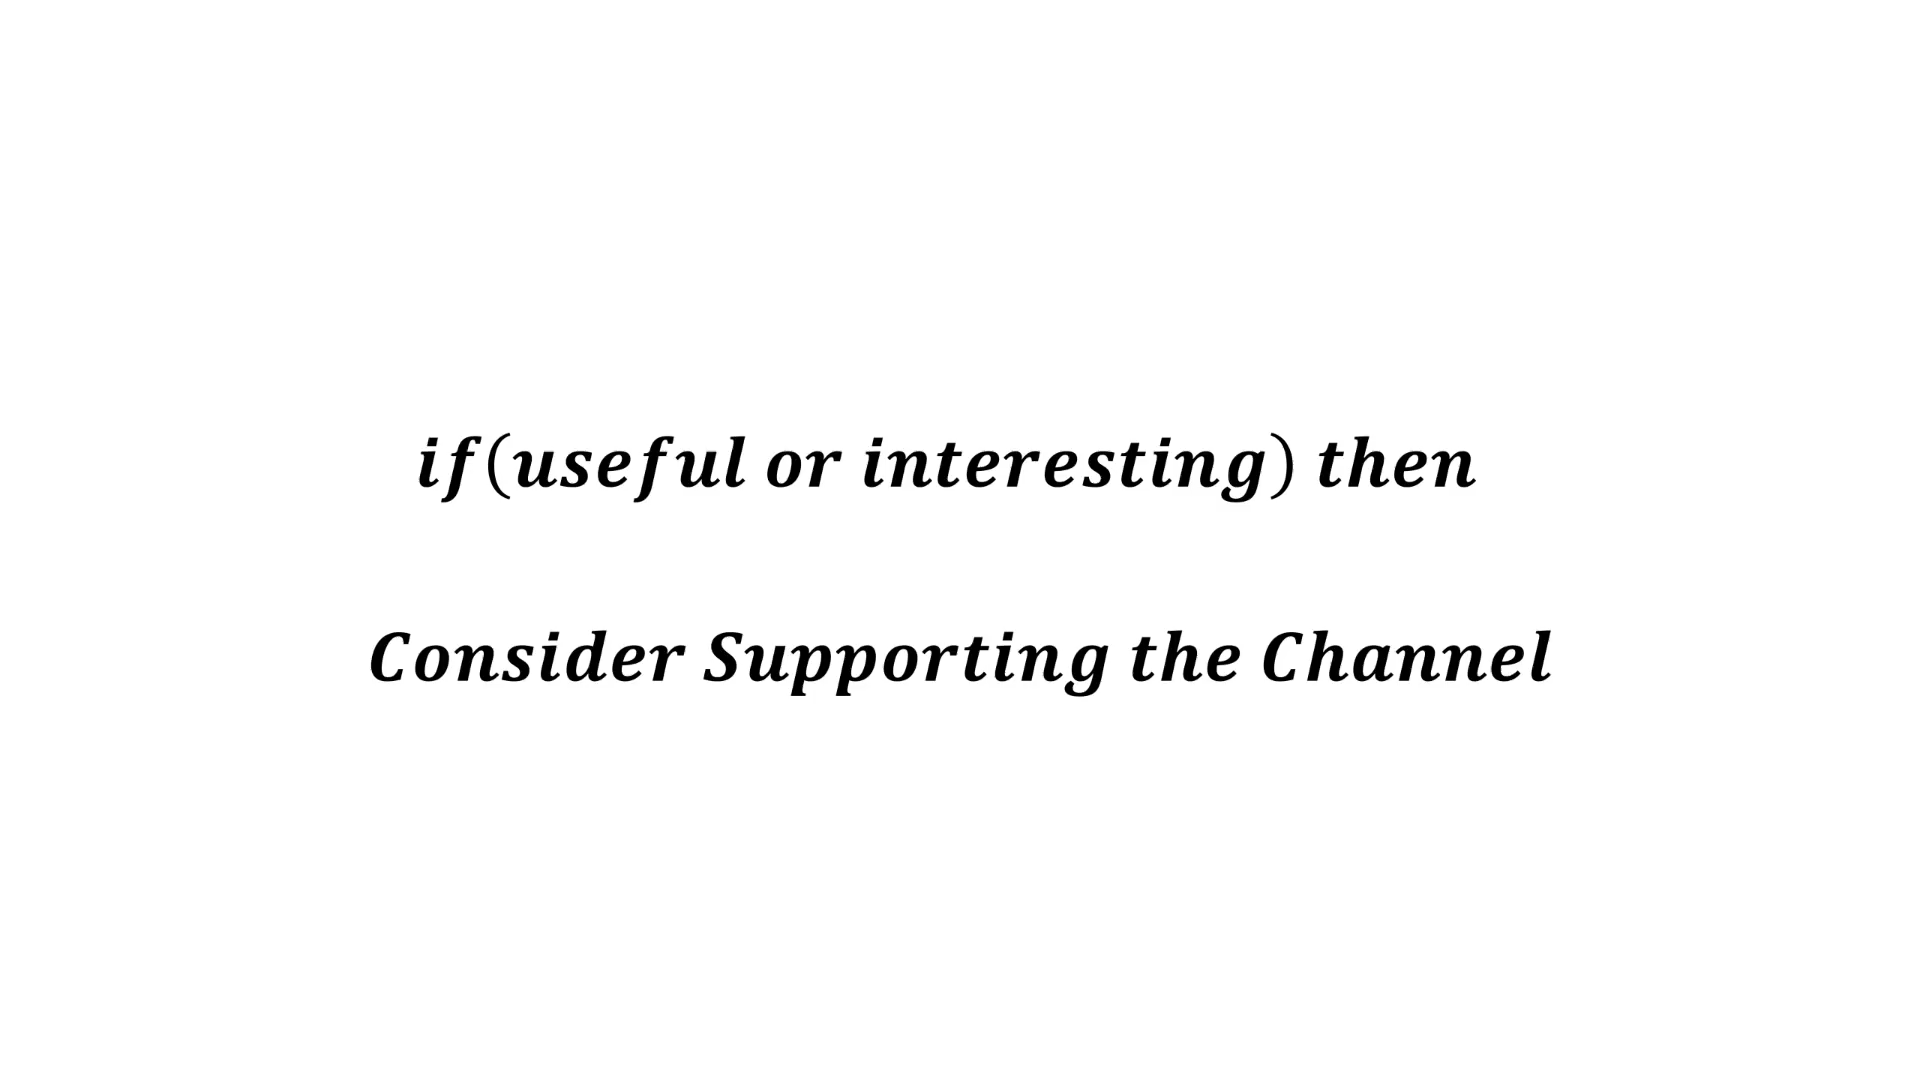 if(useful or interesting) then
Consider Supporting the Channel